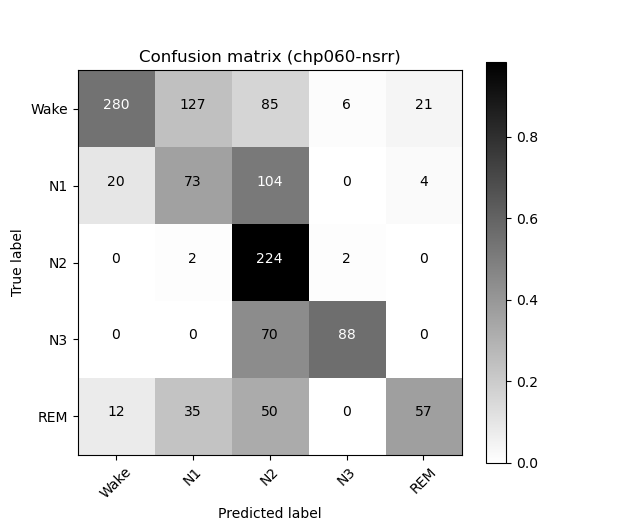 Confusion matrix (chp060-nsrr)
Wake 280 127 85 6 21
N1 20 73 104 0 4
N2 0 2 224 2 0
N3 0 0 70 88 0
REM 12 35 50 0 57
Wake N1 N2 N3 REM
Predicted label
True label
0.8
0.6
0.4
0.2
0.0